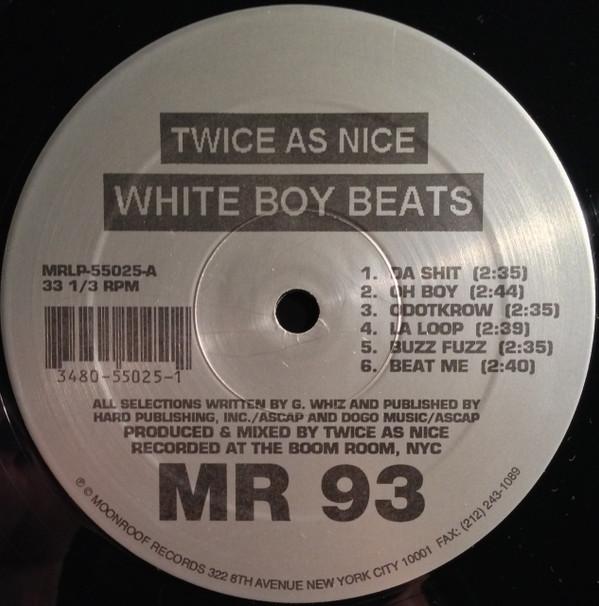 TWICE AS NICE
WHITE BOY BEATS
MRLP-55025-A
33 1/3 RPM
3480-55025-1
1. DA SHIT (2:35)
2. OH BOY (2:44)
3. ODOTKROW (2:35)
4. LA LOOP (2:39)
5. BUZZ FUZZ (2:35)
6. BEAT ME (2:40)
ALL SELECTIONS WRITTEN BY G. WHIZ AND PUBLISHED BY
HARD PUBLISHING, INC./ASCAP AND DOGO MUSIC/ASCAP
PRODUCED & MIXED BY TWICE AS NICE
RECORDED AT THE BOOM ROOM, NYC
MR 93
℗ © MOONROOF RECORDS 322 8TH AVENUE NEW YORK CITY 10001 FAX: (212) 243-1089